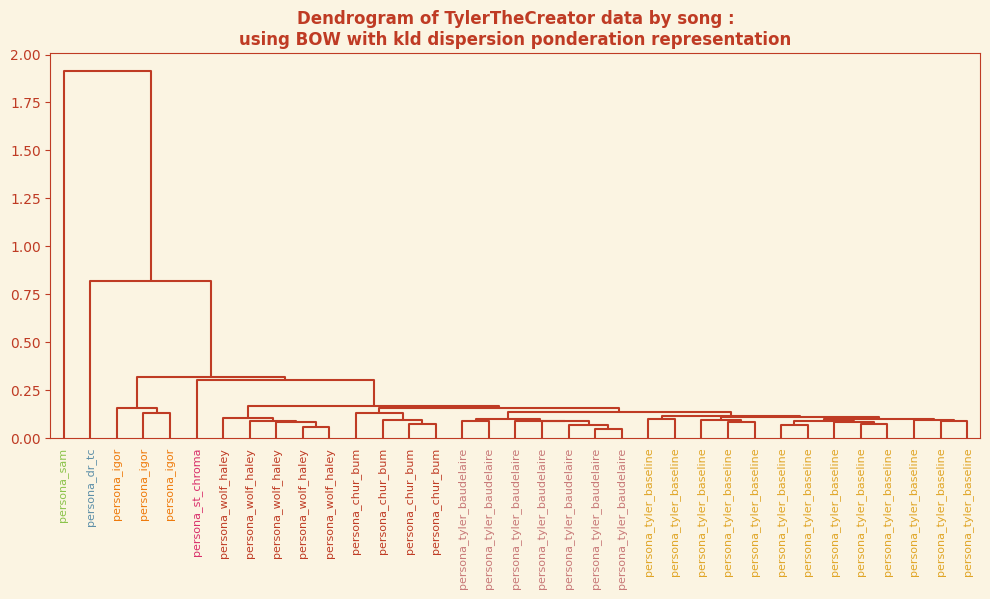 Dendrogram of TylerTheCreator data by song :
using BOW with kld dispersion ponderation representation
2.00
1.75
1.50
1.25
1.00
0.75
0.50
0.25
0.00
persona_sam
persona_dr_tc
persona_igor
persona_igor
persona_igor
persona_st_chroma
persona_wolf_haley
persona_wolf_haley
persona_wolf_haley
persona_wolf_haley
persona_wolf_haley
persona_chur_bum
persona_chur_bum
persona_chur_bum
persona_chur_bum
persona_tyler_baudelaire
persona_tyler_baudelaire
persona_tyler_baudelaire
persona_tyler_baudelaire
persona_tyler_baudelaire
persona_tyler_baudelaire
persona_tyler_baudelaire
persona_tyler_baseline
persona_tyler_baseline
persona_tyler_baseline
persona_tyler_baseline
persona_tyler_baseline
persona_tyler_baseline
persona_tyler_baseline
persona_tyler_baseline
persona_tyler_baseline
persona_tyler_baseline
persona_tyler_baseline
persona_tyler_baseline
persona_tyler_baseline